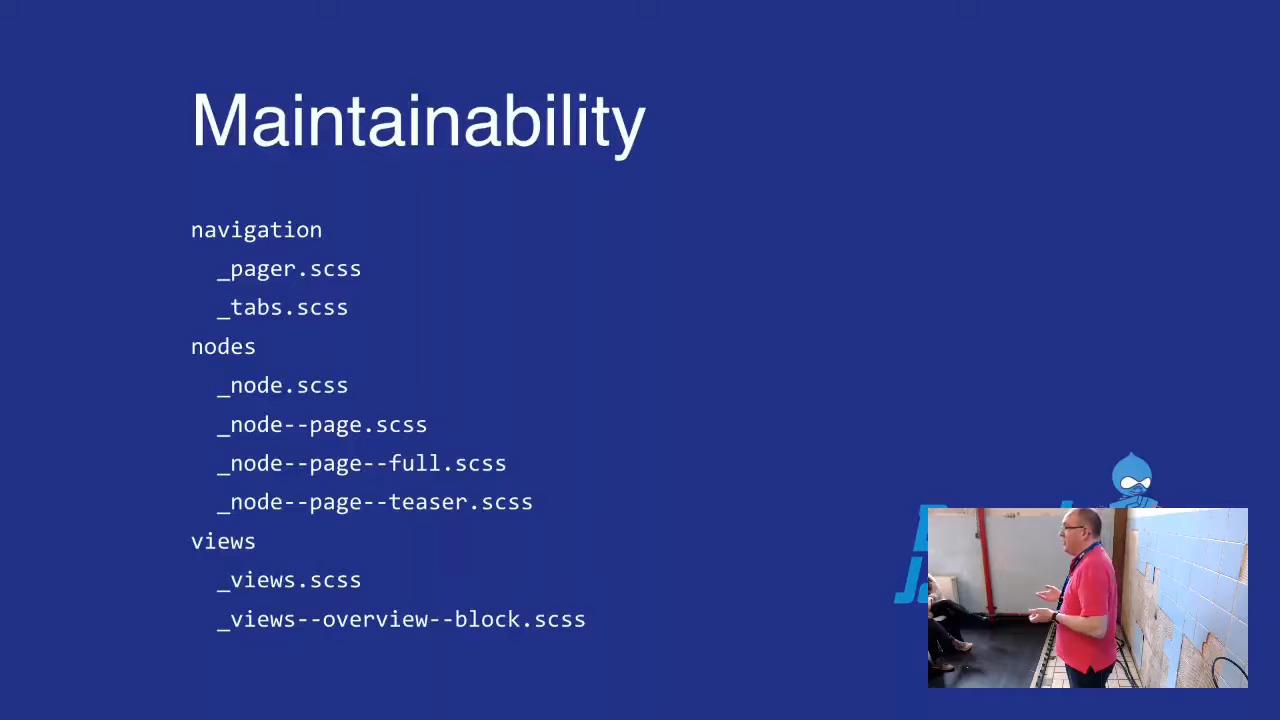 Maintainability
navigation
_pager.scss
_tabs.scss
nodes
_node.scss
_node--page.scss
_node--page--full.scss
_node--page--teaser.scss
views
_views.scss
_views--overview--block.scss